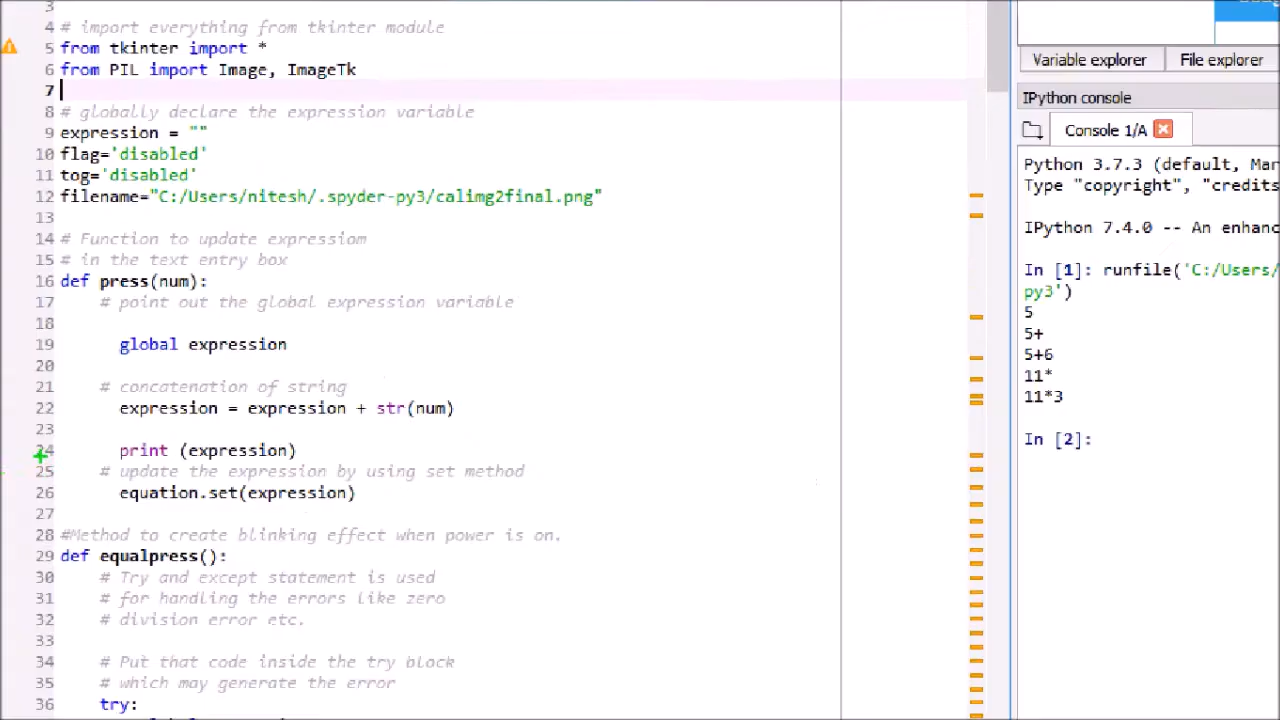 3
4 # import everything from tkinter module
5 from tkinter import *
6 from PIL import Image, ImageTk
7
8 # globally declare the expression variable
9 expression = ""
10 flag='disabled'
11 tog='disabled'
12 filename="C:/Users/nitesh/.spyder-py3/calimg2final.png"
13
14 # Function to update expressiom
15 # in the text entry box
16 def press(num):
17 # point out the global expression variable
18
19 global expression
20
21 # concatenation of string
22 expression = expression + str(num)
23
24 print (expression)
25 # update the expression by using set method
26 equation.set(expression)
27
28 #Method to create blinking effect when power is on.
29 def equalpress():
30 # Try and except statement is used
31 # for handling the errors like zero
32 # division error etc.
33
34 # Put that code inside the try block
35 # which may generate the error
36 try:
Variable explorer File explorer
IPython console
Console 1/A
Python 3.7.3 (default, Mar
Type "copyright", "credits
IPython 7.4.0 -- An enhanc
In [1]: runfile('C:/Users/
py3')
5
5+
5+6
11*
11*3
In [2]: